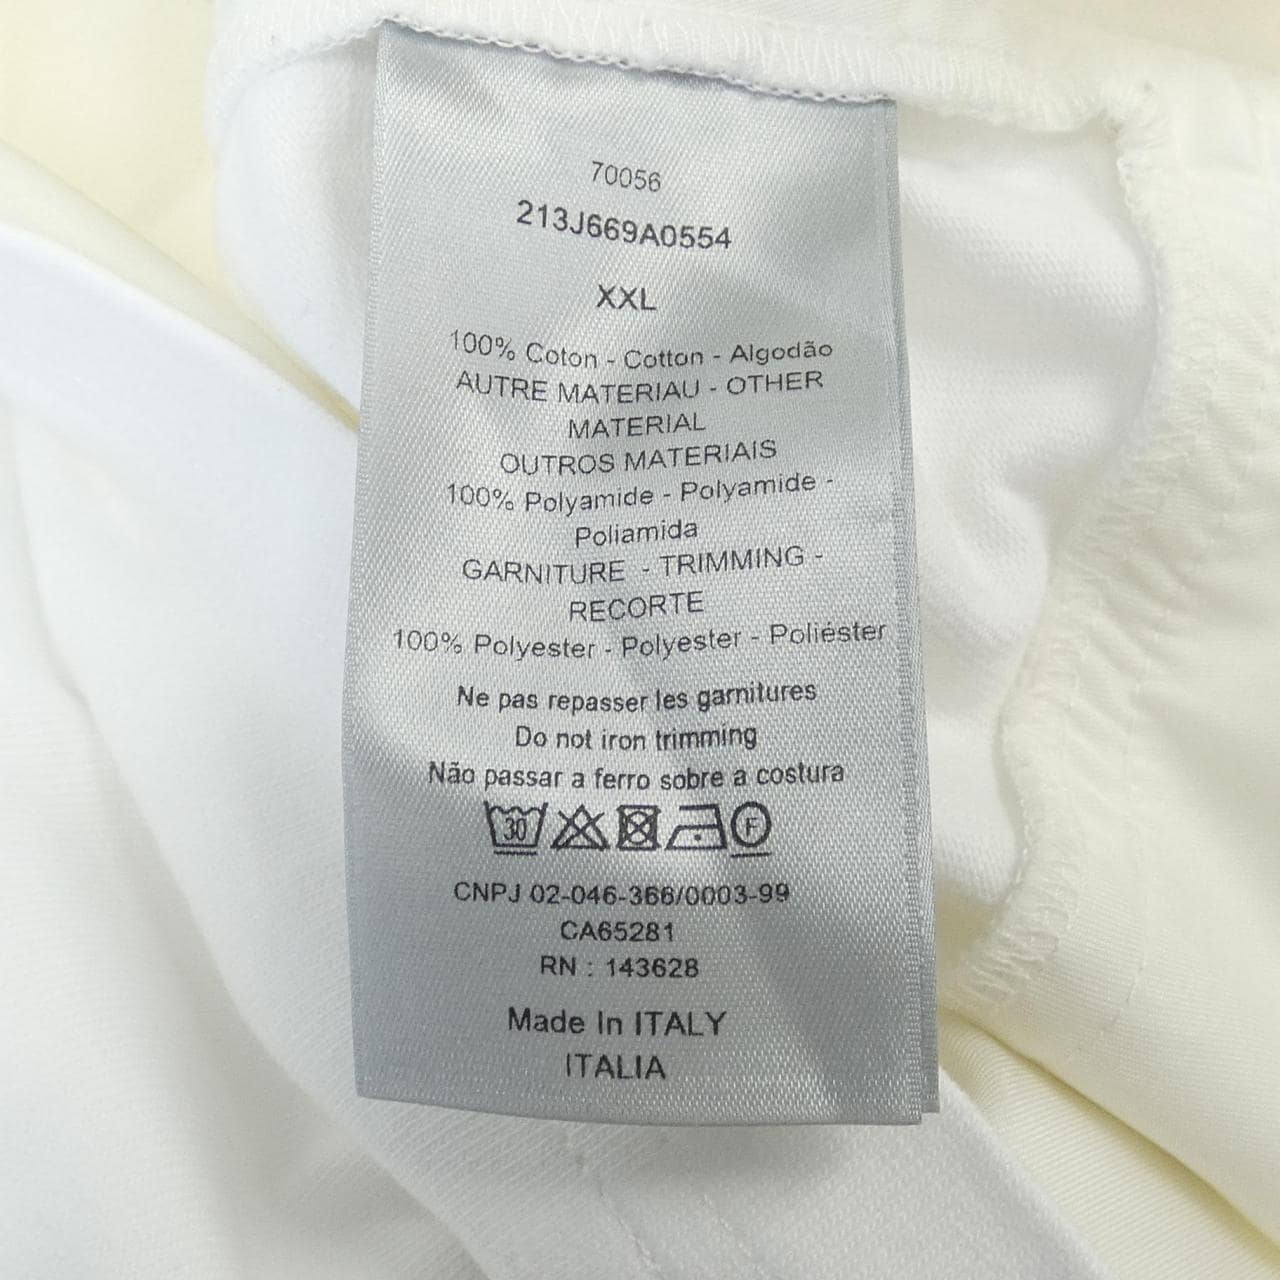 70056
213J669A0554
XXL
100% Coton - Cotton - Algodão
AUTRE MATERIAU - OTHER
MATERIAL
OUTROS MATERIAIS
100% Polyamide - Polyamide -
Poliamida
GARNITURE - TRIMMING -
RECORTE
100% Polyester - Polyester - Poliéster
Ne pas repasser les garnitures
Do not iron trimming
Não passar a ferro sobre a costura
30 F
CNPJ 02-046-366/0003-99
CA65281
RN : 143628
Made In ITALY
ITALIA